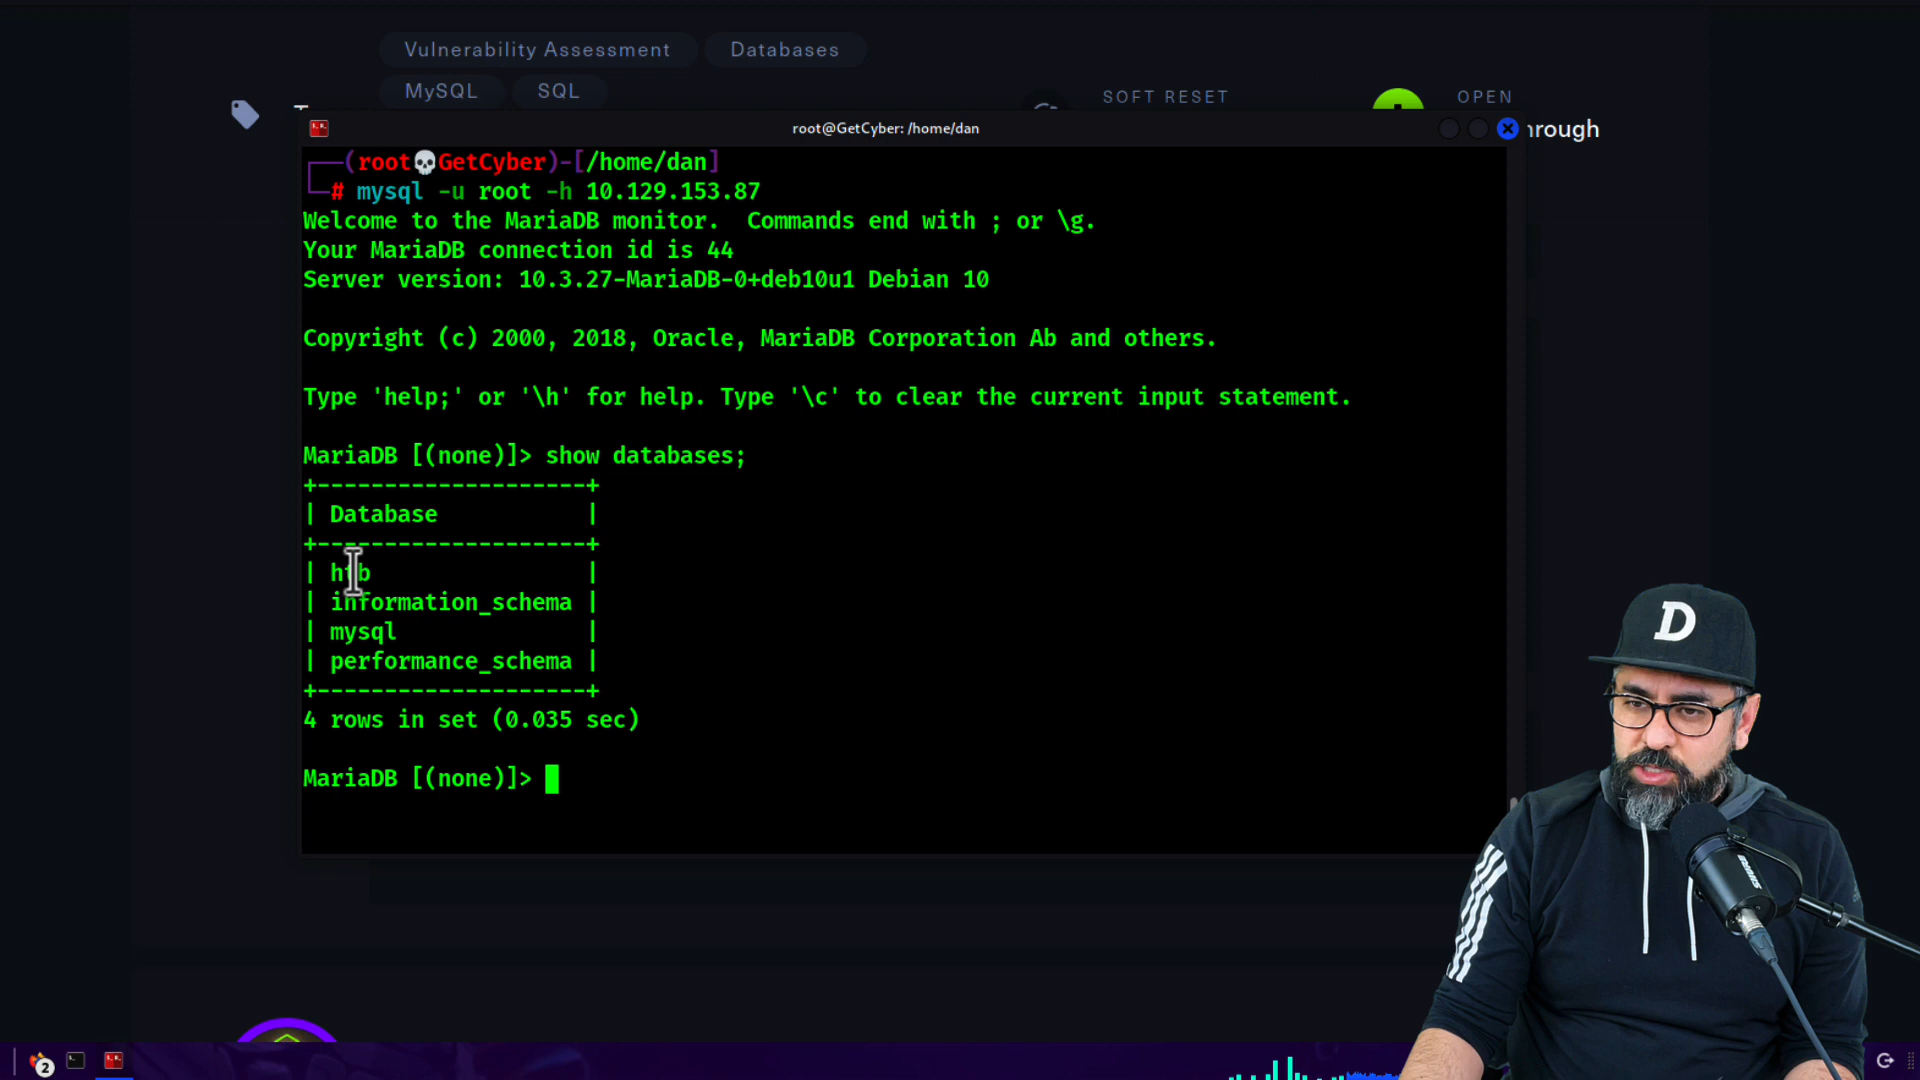 Vulnerability Assessment
Databases
MySQL
SQL
SOFT RESET
OPEN
root@GetCyber: /home/dan
hrough
┌──(root💀GetCyber)-[/home/dan]
└─# mysql -u root -h 10.129.153.87
Welcome to the MariaDB monitor.  Commands end with ; or \g.
Your MariaDB connection id is 44
Server version: 10.3.27-MariaDB-0+deb10u1 Debian 10
Copyright (c) 2000, 2018, Oracle, MariaDB Corporation Ab and others.
Type 'help;' or '\h' for help. Type '\c' to clear the current input statement.
MariaDB [(none)]> show databases;
+--------------------+
| Database           |
+--------------------+
| htb                |
| information_schema |
| mysql              |
| performance_schema |
+--------------------+
4 rows in set (0.035 sec)
MariaDB [(none)]>
D
SHURE
2